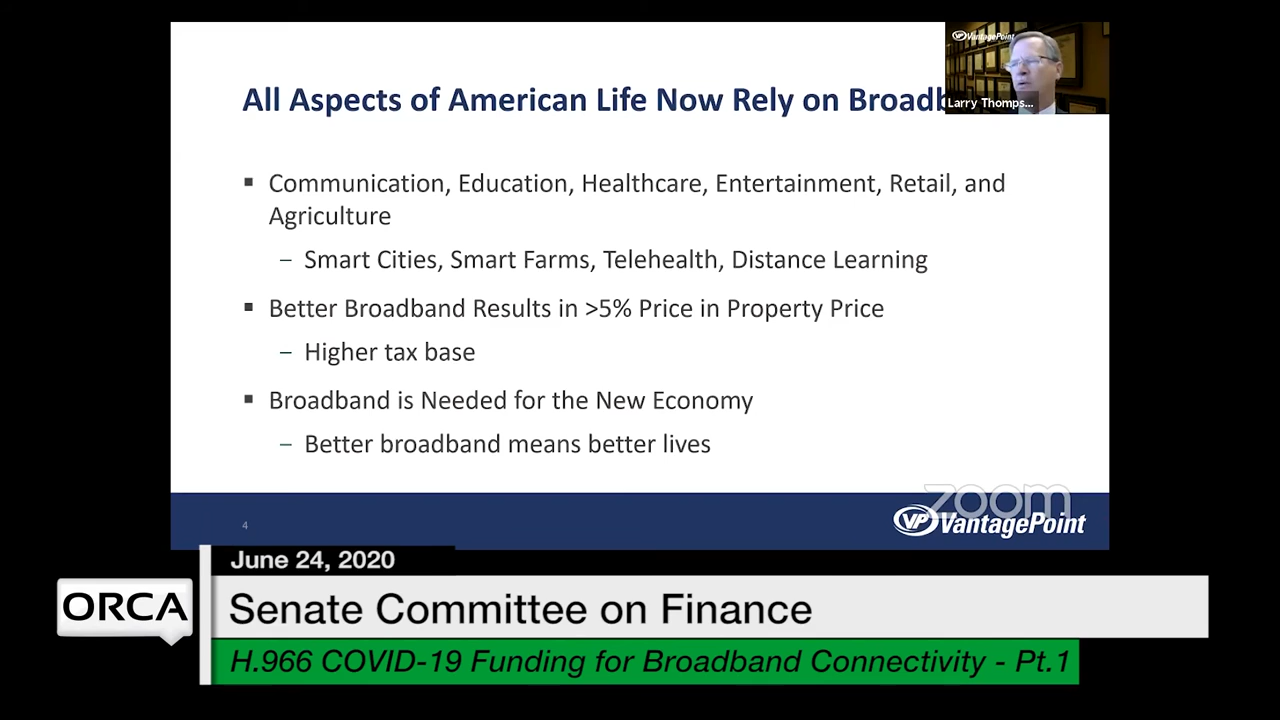 VP VantagePoint
All Aspects of American Life Now Rely on Broadb
Larry Thomps...
▪ Communication, Education, Healthcare, Entertainment, Retail, and
Agriculture
– Smart Cities, Smart Farms, Telehealth, Distance Learning
▪ Better Broadband Results in >5% Price in Property Price
– Higher tax base
▪ Broadband is Needed for the New Economy
– Better broadband means better lives
zoom
4
VP VantagePoint
June 24, 2020
ORCA
Senate Committee on Finance
H.966 COVID-19 Funding for Broadband Connectivity - Pt.1